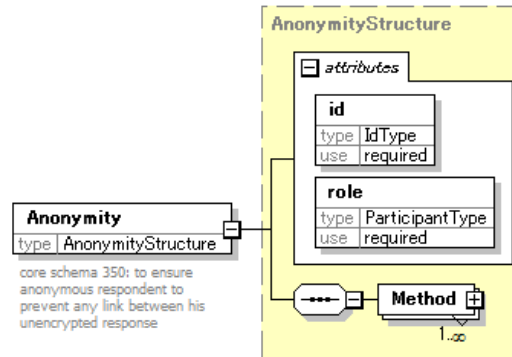 AnonymityStructure
attributes
id
type IdType
use required
role
type ParticipantType
use required
Anonymity
type AnonymityStructure
core schema 350: to ensure
anonymous respondent to
prevent any link between his
unencrypted response
Method
1..∞